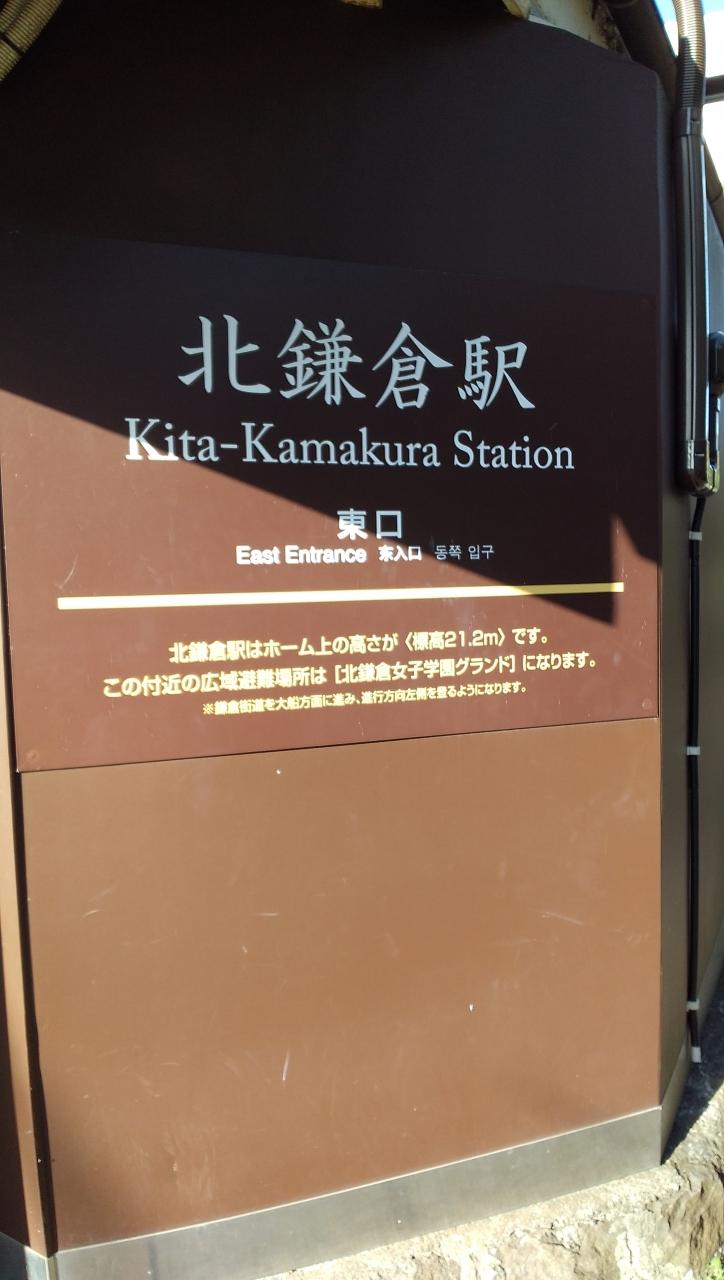 北鎌倉駅
Kita-Kamakura Station
東口
East Entrance 东入口 동쪽 입구
北鎌倉駅はホーム上の高さが〈標高21.2m〉です。
この付近の広域避難場所は［北鎌倉女子学園グランド］になります。
※鎌倉街道を大船方面に進み、進行方向左側を登るようになります。